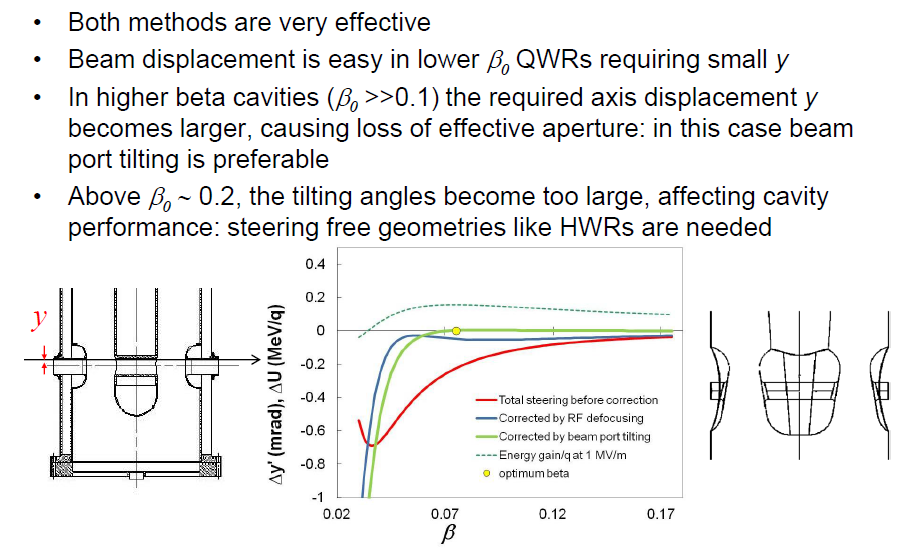 • Both methods are very effective
• Beam displacement is easy in lower β₀ QWRs requiring small y
• In higher beta cavities (β₀ >>0.1) the required axis displacement y
becomes larger, causing loss of effective aperture: in this case beam
port tilting is preferable
• Above β₀ ~ 0.2, the tilting angles become too large, affecting cavity
performance: steering free geometries like HWRs are needed
y
Δy' (mrad), ΔU (MeV/q)
0.4
0.2
0
-0.2
-0.4
-0.6
-0.8
-1
Total steering before correction
Corrected by RF defocusing
Corrected by beam port tilting
Energy gain/q at 1 MV/m
optimum beta
0.02
0.07
0.12
0.17
β